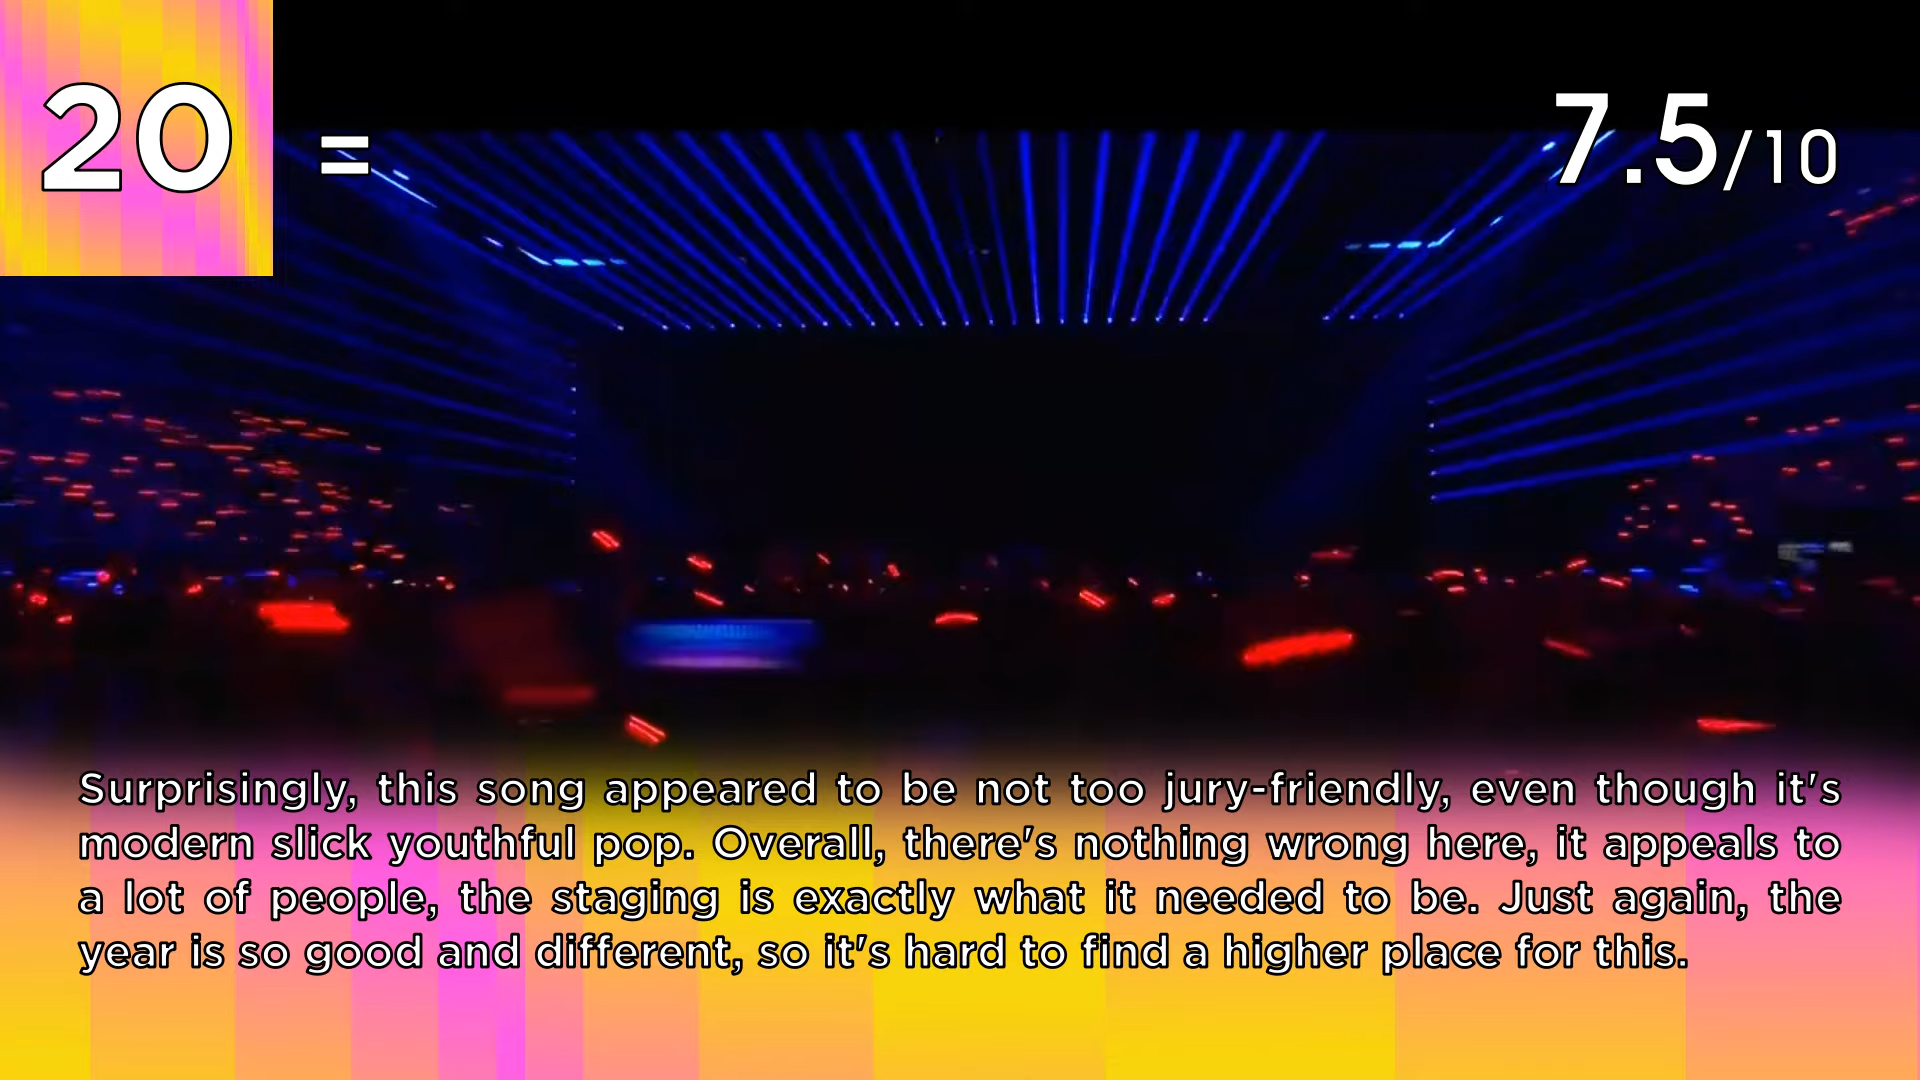 20
=
7.5/10
Surprisingly, this song appeared to be not too jury-friendly, even though it's
modern slick youthful pop. Overall, there's nothing wrong here, it appeals to
a lot of people, the staging is exactly what it needed to be. Just again, the
year is so good and different, so it's hard to find a higher place for this.